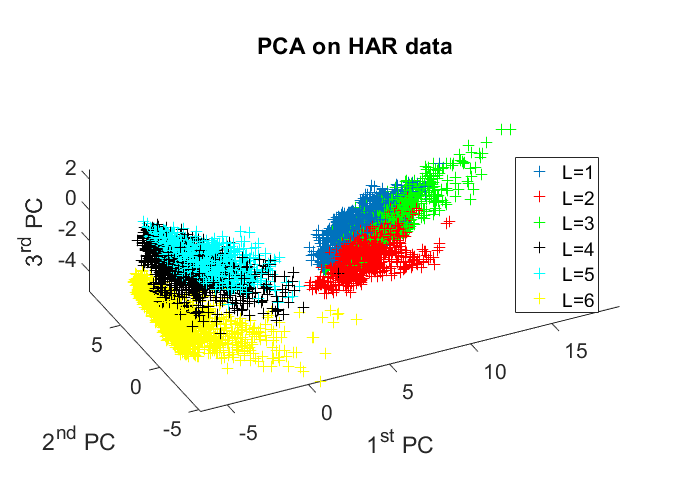 PCA on HAR data
2
0
-2
-4
3rd PC
5
0
-5
2nd PC
-5
0
5
10
15
1st PC
L=1
L=2
L=3
L=4
L=5
L=6